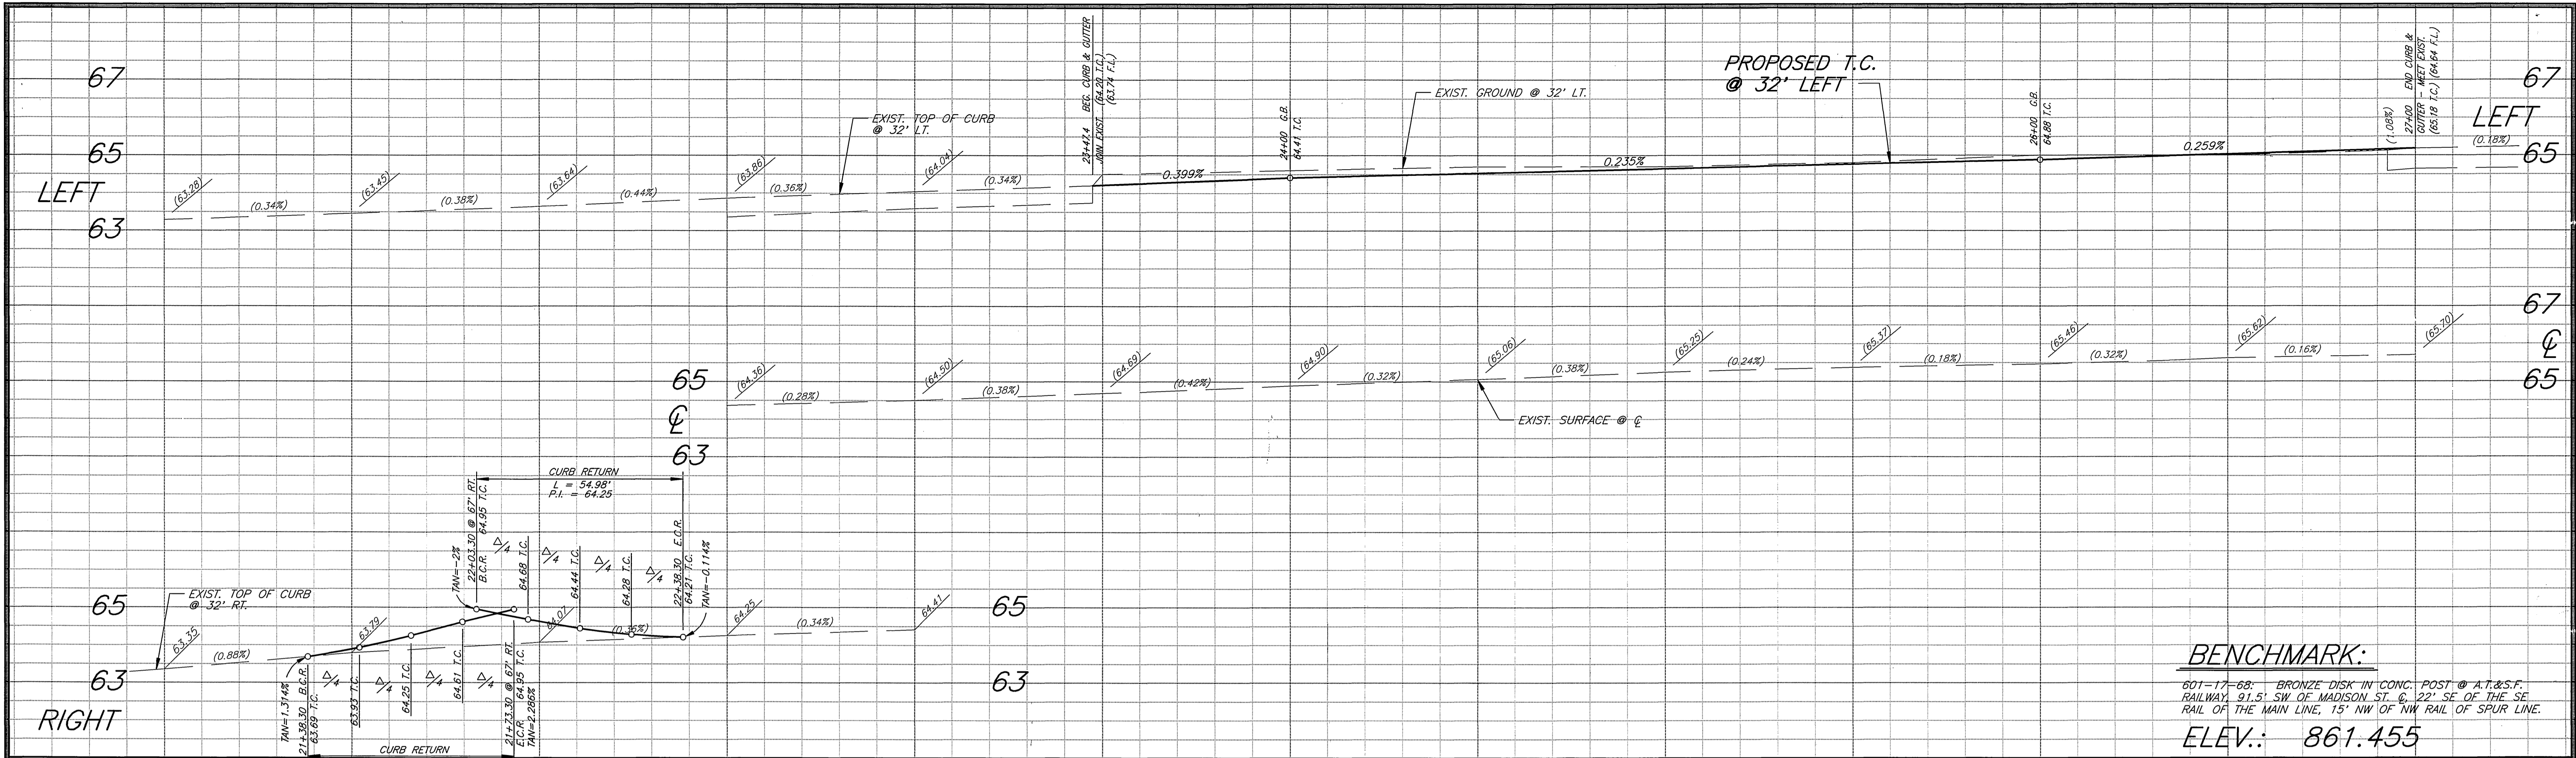 67
65
LEFT
63
(63.28)
(0.34%)
(63.45)
(0.38%)
(63.64)
(0.44%)
(63.86)
(0.36%)
EXIST. TOP OF CURB
@ 32' LT.
(64.04)
(0.34%)
23+47.4 BEG. CURB & GUTTER
JOIN EXIST. (64.20 T.C.)
(63.74 F.L.)
0.399%
24+00 G.B.
64.41 T.C.
EXIST. GROUND @ 32' LT.
0.235%
PROPOSED T.C.
@ 32' LEFT
26+00 G.B.
64.88 T.C.
0.259%
(1.08%)
27+00 END CURB &
GUTTER - MEET EXIST.
(65.18 T.C.) (64.64 F.L.)
67
LEFT
(0.18%)
65
65
℄
63
(64.36)
(0.28%)
(64.50)
(0.38%)
(64.69)
(0.42%)
(64.90)
(0.32%)
(65.06)
(0.38%)
(65.25)
(0.24%)
(65.37)
(0.18%)
(65.46)
(0.32%)
(65.62)
(0.16%)
(65.70)
EXIST. SURFACE @ ℄
67
℄
65
CURB RETURN
L = 54.98'
P.I. = 64.25
TAN=-2%
22+03.30 @ 67' RT.
B.C.R. 64.95 T.C.
Δ/4
64.68 T.C.
Δ/4
64.44 T.C.
Δ/4
64.28 T.C.
Δ/4
22+38.30 E.C.R.
64.21 T.C.
TAN=-0.114%
65
63
RIGHT
EXIST. TOP OF CURB
@ 32' RT.
63.35
(0.88%)
63.79
64.07
(0.36%)
64.25
(0.34%)
64.41
65
63
TAN=1.314%
21+38.30 B.C.R.
63.69 T.C.
Δ/4
63.93 T.C.
Δ/4
64.25 T.C.
Δ/4
64.61 T.C.
Δ/4
21+73.30 @ 67' RT.
E.C.R. 64.95 T.C.
TAN=2.286%
CURB RETURN
BENCHMARK:
601-17-68: BRONZE DISK IN CONC. POST @ A.T.&S.F.
RAILWAY, 91.5' SW OF MADISON ST. ℄, 22' SE OF THE SE
RAIL OF THE MAIN LINE, 15' NW OF NW RAIL OF SPUR LINE.
ELEV.: 861.455